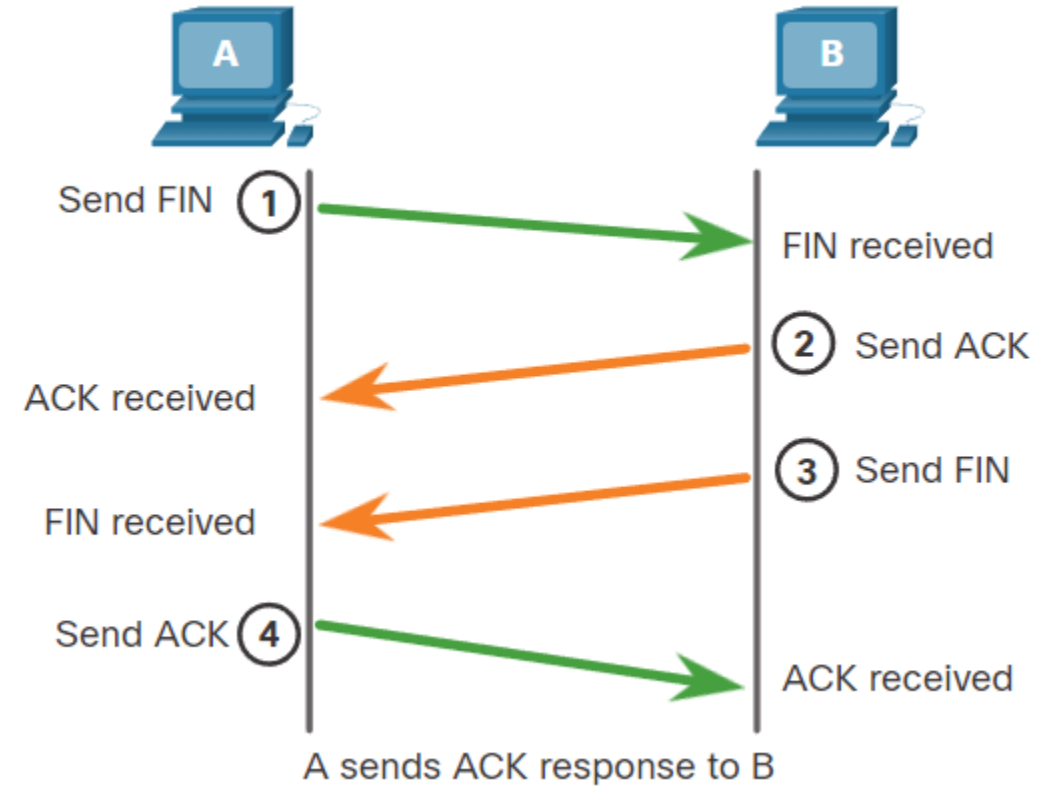 A
B
Send FIN 1
FIN received
2 Send ACK
ACK received
3 Send FIN
FIN received
Send ACK 4
ACK received
A sends ACK response to B